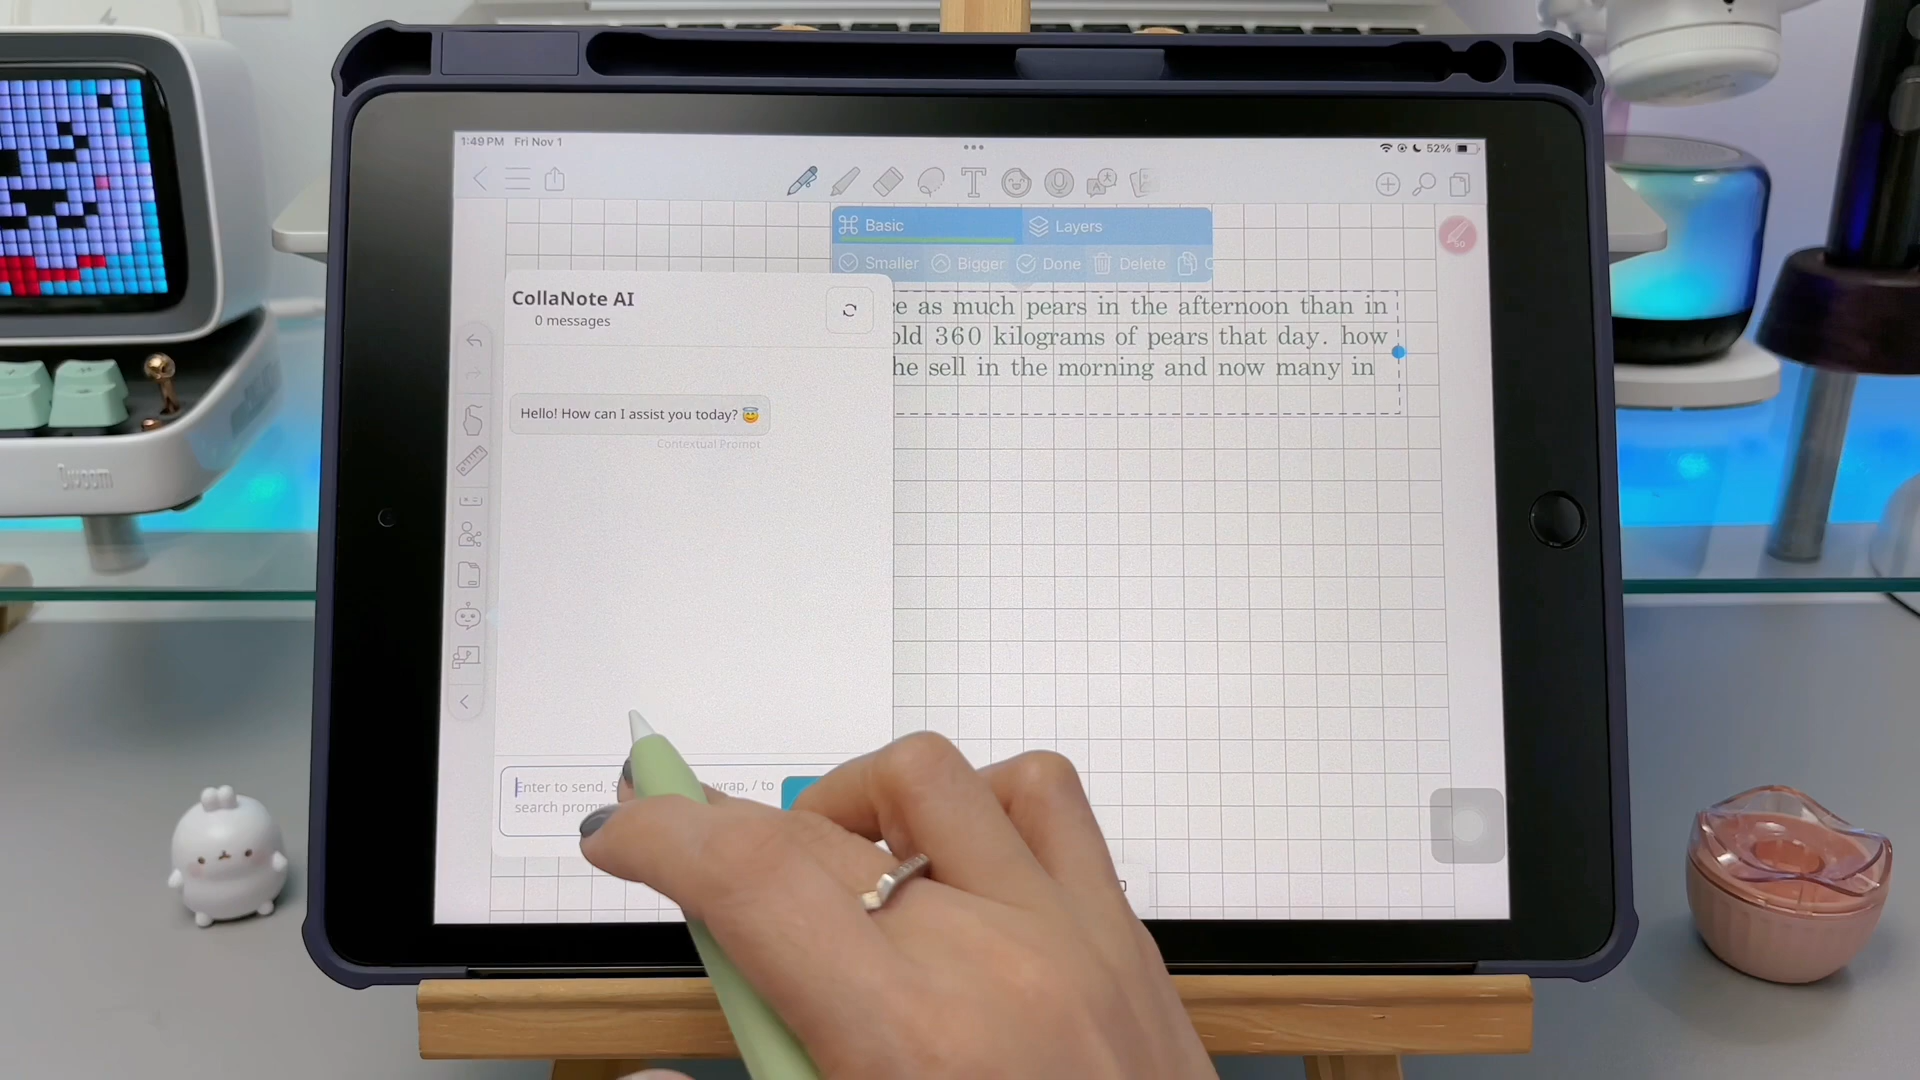 1:49 PM Fri Nov 1
52%
Basic
Layers
Smaller
Bigger
Done
Delete
CollaNote AI
0 messages
as much pears in the afternoon than in
360 kilograms of pears that day. how
he sell in the morning and now many in
Hello! How can I assist you today? 😇
Contextual Prompt
Enter to send, wrap, / to
search
Divoom